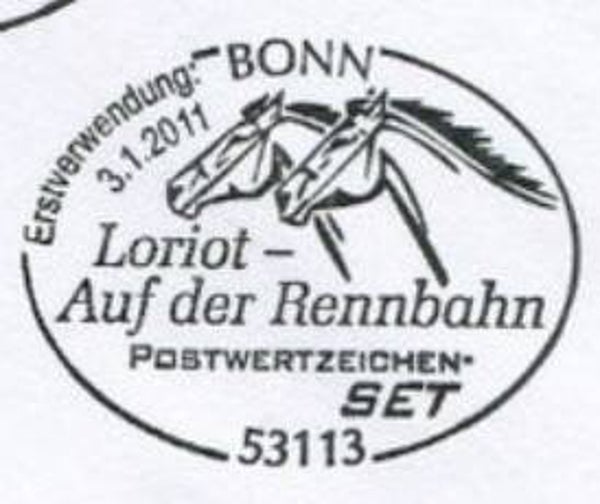 BONN
Erstverwendung:
3.1.2011
Loriot –
Auf der Rennbahn
POSTWERTZEICHEN-
SET
53113